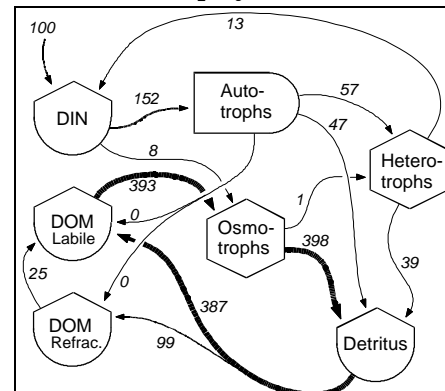 100
13
152
57
47
DIN
Auto-
trophs
8
Hetero-
trophs
393
DOM
Labile
0
Osmo-
trophs
1
398
39
25
0
387
DOM
Refrac.
99
Detritus